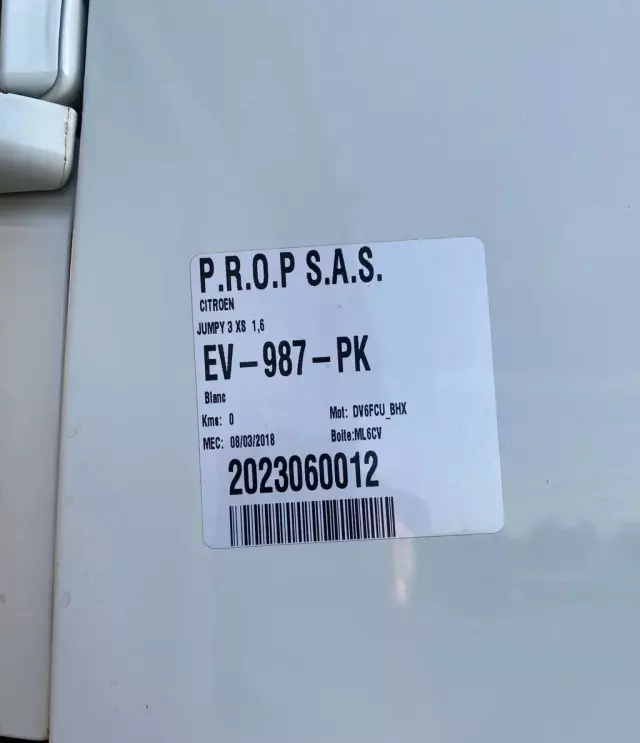 P.R.O.P S.A.S.
CITROEN
JUMPY 3 XS 1,6
EV-987-PK
Blanc
Kms: 0 Mot: DV6FCU_BHX
MEC: 08/03/2018 Boite:ML6CV
2023060012